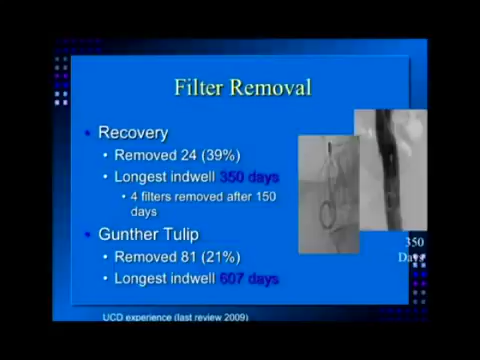 Filter Removal
• Recovery
• Removed 24 (39%)
• Longest indwell 350 days
• 4 filters removed after 150
days
• Gunther Tulip
• Removed 81 (21%)
• Longest indwell 607 days
350
Days
UCD experience (last review 2009)